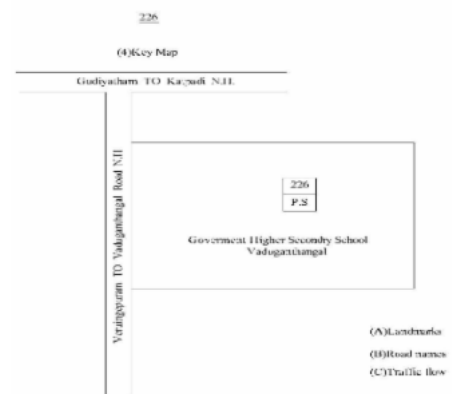 226
(4)Key Map
Gudiyatham TO Katpadi N.H.
TO Vaduganthangal Road N.H
226
P.S
Goverment Higher Secondry School
Vaduganthangal
(A)Landmarks
(B)Road names
(C)Traffic flow